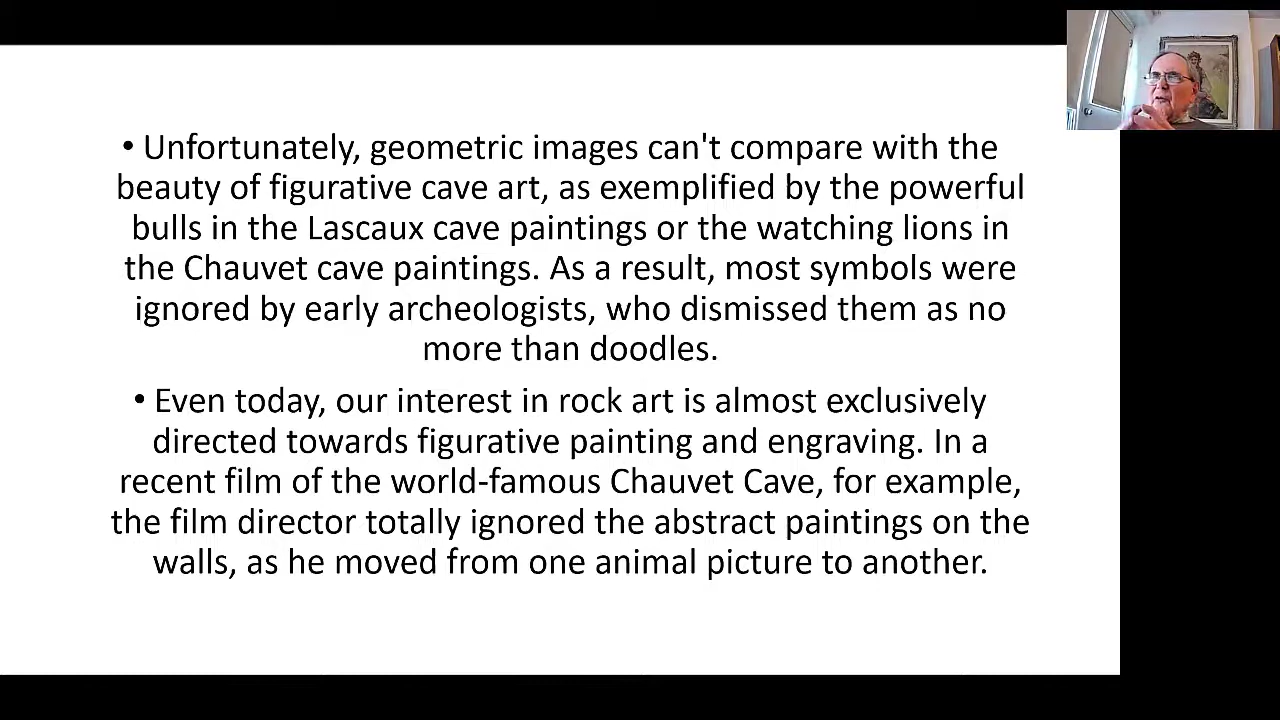 • Unfortunately, geometric images can't compare with the
beauty of figurative cave art, as exemplified by the powerful
bulls in the Lascaux cave paintings or the watching lions in
the Chauvet cave paintings. As a result, most symbols were
ignored by early archeologists, who dismissed them as no
more than doodles.
• Even today, our interest in rock art is almost exclusively
directed towards figurative painting and engraving. In a
recent film of the world-famous Chauvet Cave, for example,
the film director totally ignored the abstract paintings on the
walls, as he moved from one animal picture to another.